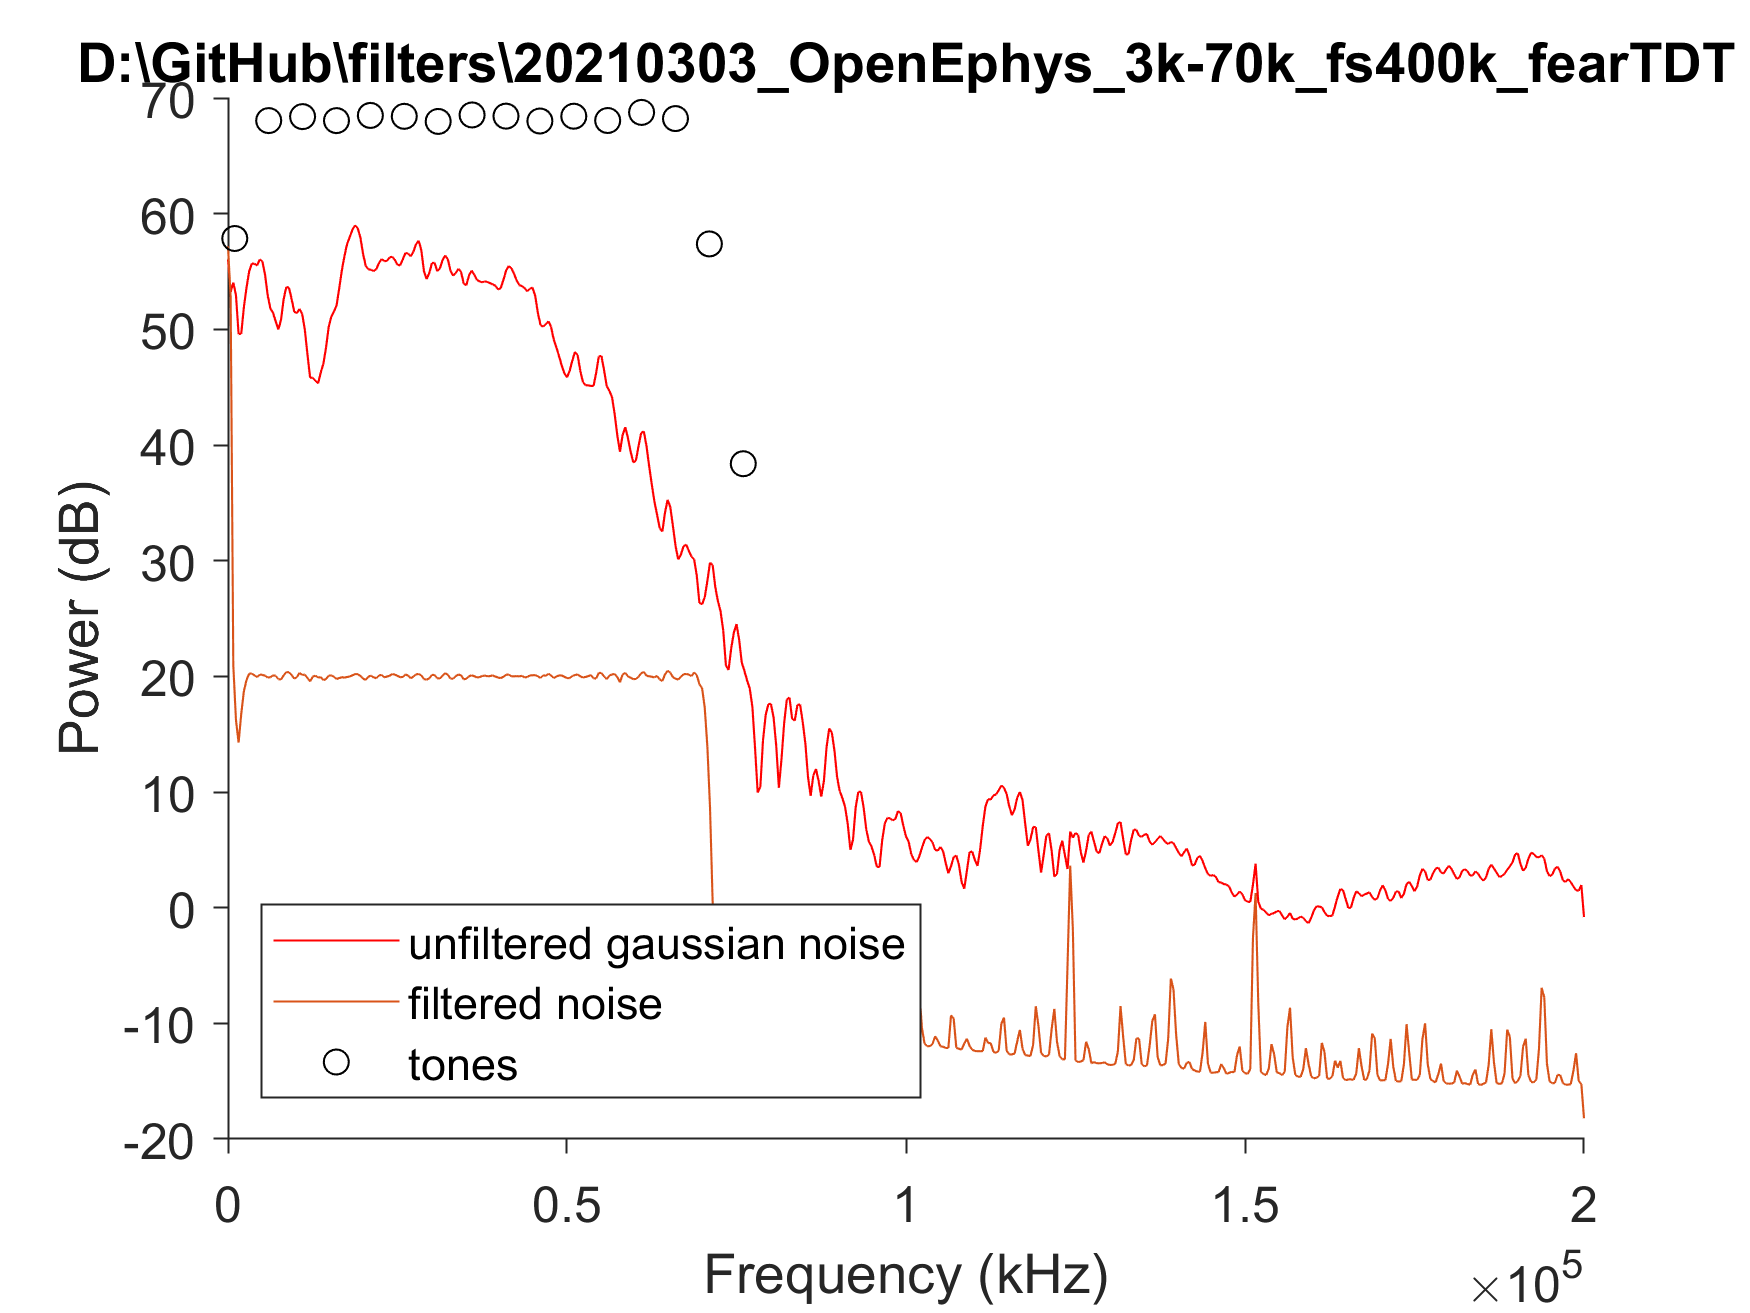 D:\GitHub\filters\20210303_OpenEphys_3k-70k_fs400k_fearTDT
70
60
50
40
30
20
10
0
-10
-20
Power (dB)
unfiltered gaussian noise
filtered noise
tones
0 0.5 1 1.5 2
Frequency (kHz)
×10^5